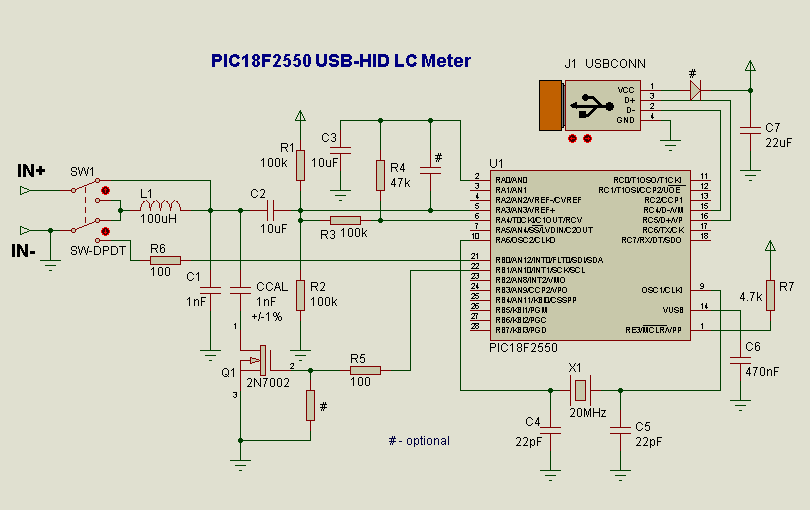 PIC18F2550 USB-HID LC Meter
J1 USBCONN
#
VCC 1
D+ 3
D- 2
GND 4
C7
22uF
R1
100k
C3
10uF
R4
47k
#
U1
IN+
SW1
L1
100uH
C2
10uF
R3 100k
IN-
SW-DPDT
R6
100
C1
1nF
CCAL
1nF
+/-1%
R2
100k
2 RA0/AN0
3 RA1/AN1
4 RA2/AN2/VREF-/CVREF
5 RA3/AN3/VREF+
6 RA4/T0CKI/C1OUT/RCV
7 RA5/AN4/SS/LVDIN/C2OUT
10 RA6/OSC2/CLKO
21 RB0/AN12/INT0/FLT0/SDI/SDA
22 RB1/AN10/INT1/SCK/SCL
23 RB2/AN8/INT2/VMO
24 RB3/AN9/CCP2/VPO
25 RB4/AN11/KBI0/CSSPP
26 RB5/KBI1/PGM
27 RB6/KBI2/PGC
28 RB7/KBI3/PGD
RC0/T1OSO/T1CKI 11
RC1/T1OSI/CCP2/UOE 12
RC2/CCP1 13
RC4/D-/VM 15
RC5/D+/VP 16
RC6/TX/CK 17
RC7/RX/DT/SDO 18
OSC1/CLKI 9
VUSB 14
RE3/MCLR/VPP 1
PIC18F2550
R7
4.7k
C6
470nF
1
Q1
2N7002
2
3
R5
100
#
X1
20MHz
C4
22pF
C5
22pF
# - optional